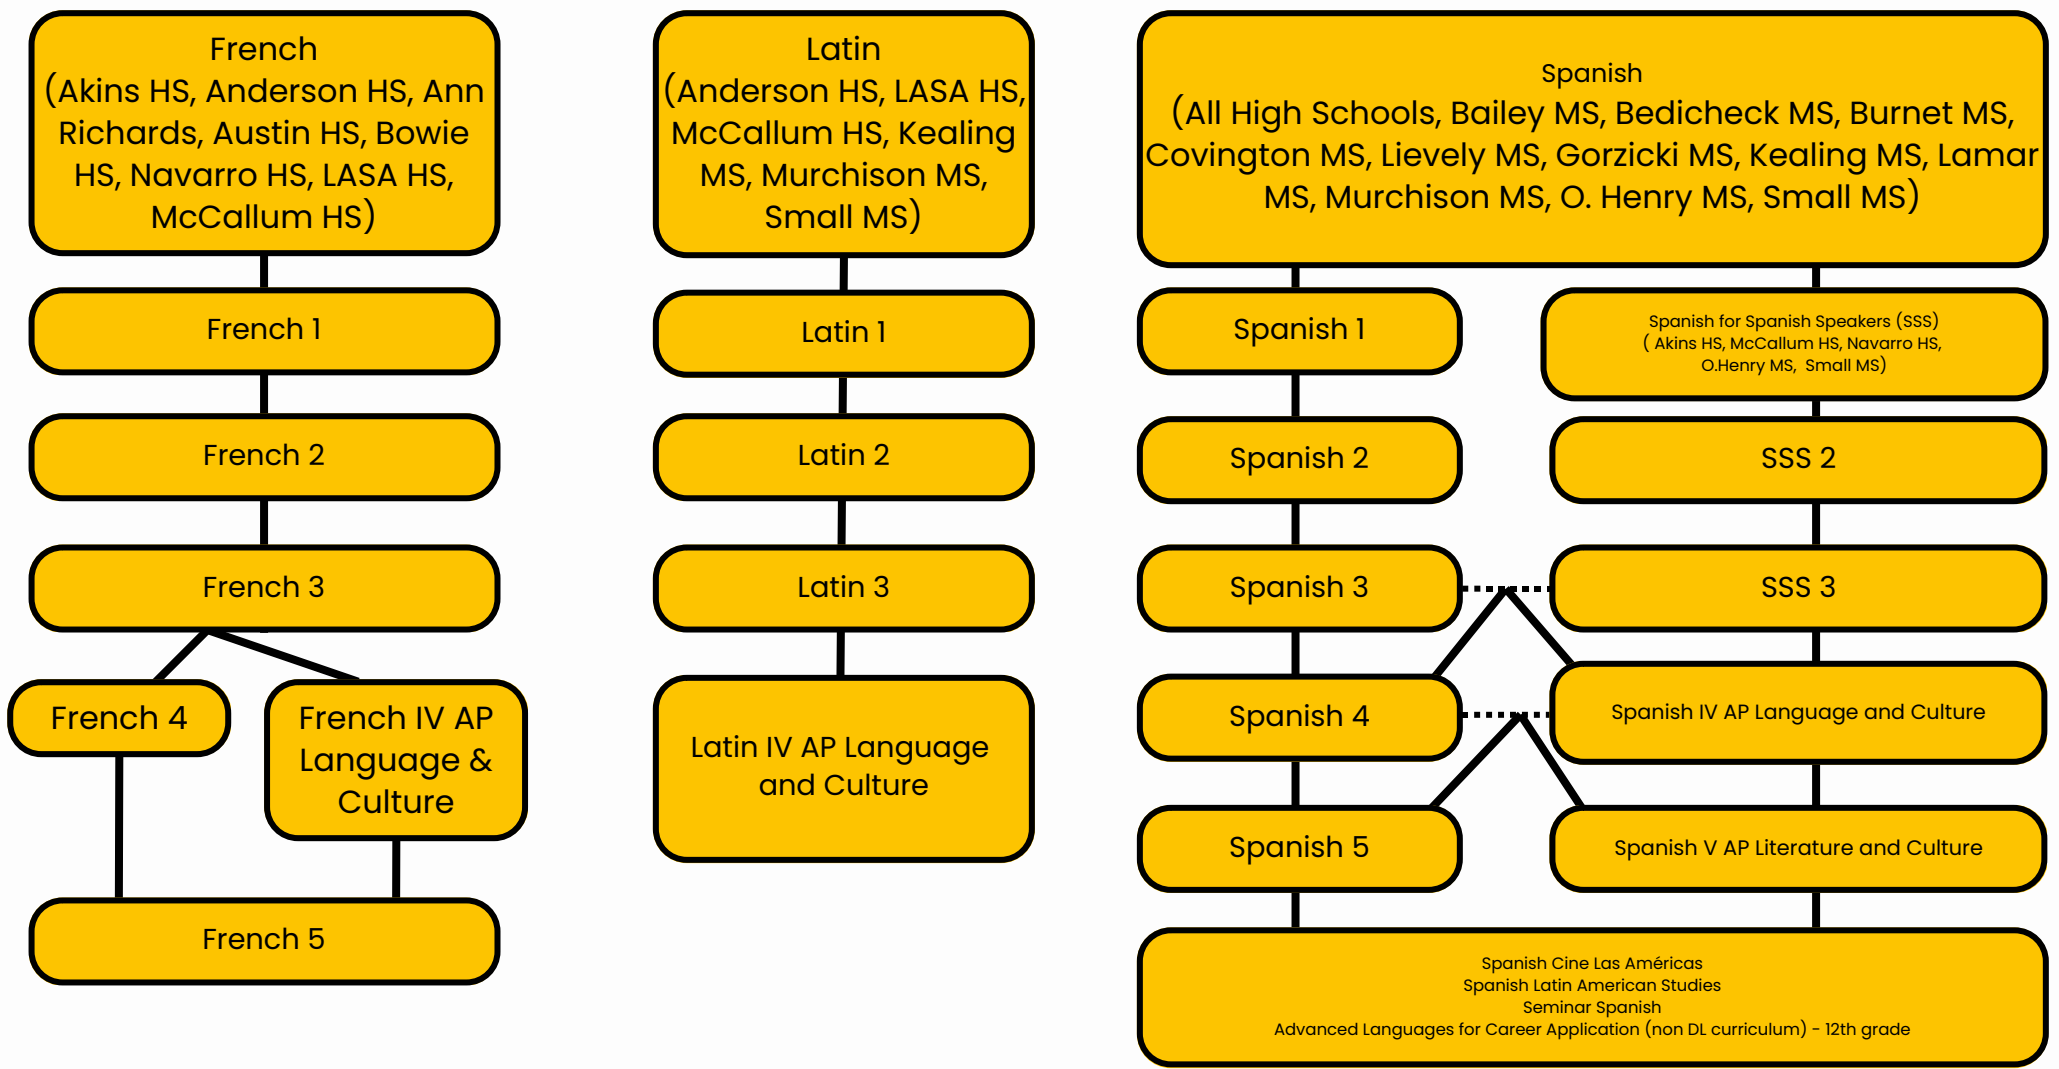 French
(Akins HS, Anderson HS, Ann
Richards, Austin HS, Bowie
HS, Navarro HS, LASA HS,
McCallum HS)
French 1
French 2
French 3
French 4
French IV AP
Language &
Culture
French 5
Latin
(Anderson HS, LASA HS,
McCallum HS, Kealing
MS, Murchison MS,
Small MS)
Latin 1
Latin 2
Latin 3
Latin IV AP Language
and Culture
Spanish
(All High Schools, Bailey MS, Bedicheck MS, Burnet MS,
Covington MS, Lievely MS, Gorzicki MS, Kealing MS, Lamar
MS, Murchison MS, O. Henry MS, Small MS)
Spanish 1
Spanish 2
Spanish 3
Spanish 4
Spanish 5
Spanish for Spanish Speakers (SSS)
( Akins HS, McCallum HS, Navarro HS,
O.Henry MS, Small MS)
SSS 2
SSS 3
Spanish IV AP Language and Culture
Spanish V AP Literature and Culture
Spanish Cine Las Américas
Spanish Latin American Studies
Seminar Spanish
Advanced Languages for Career Application (non DL curriculum) - 12th grade